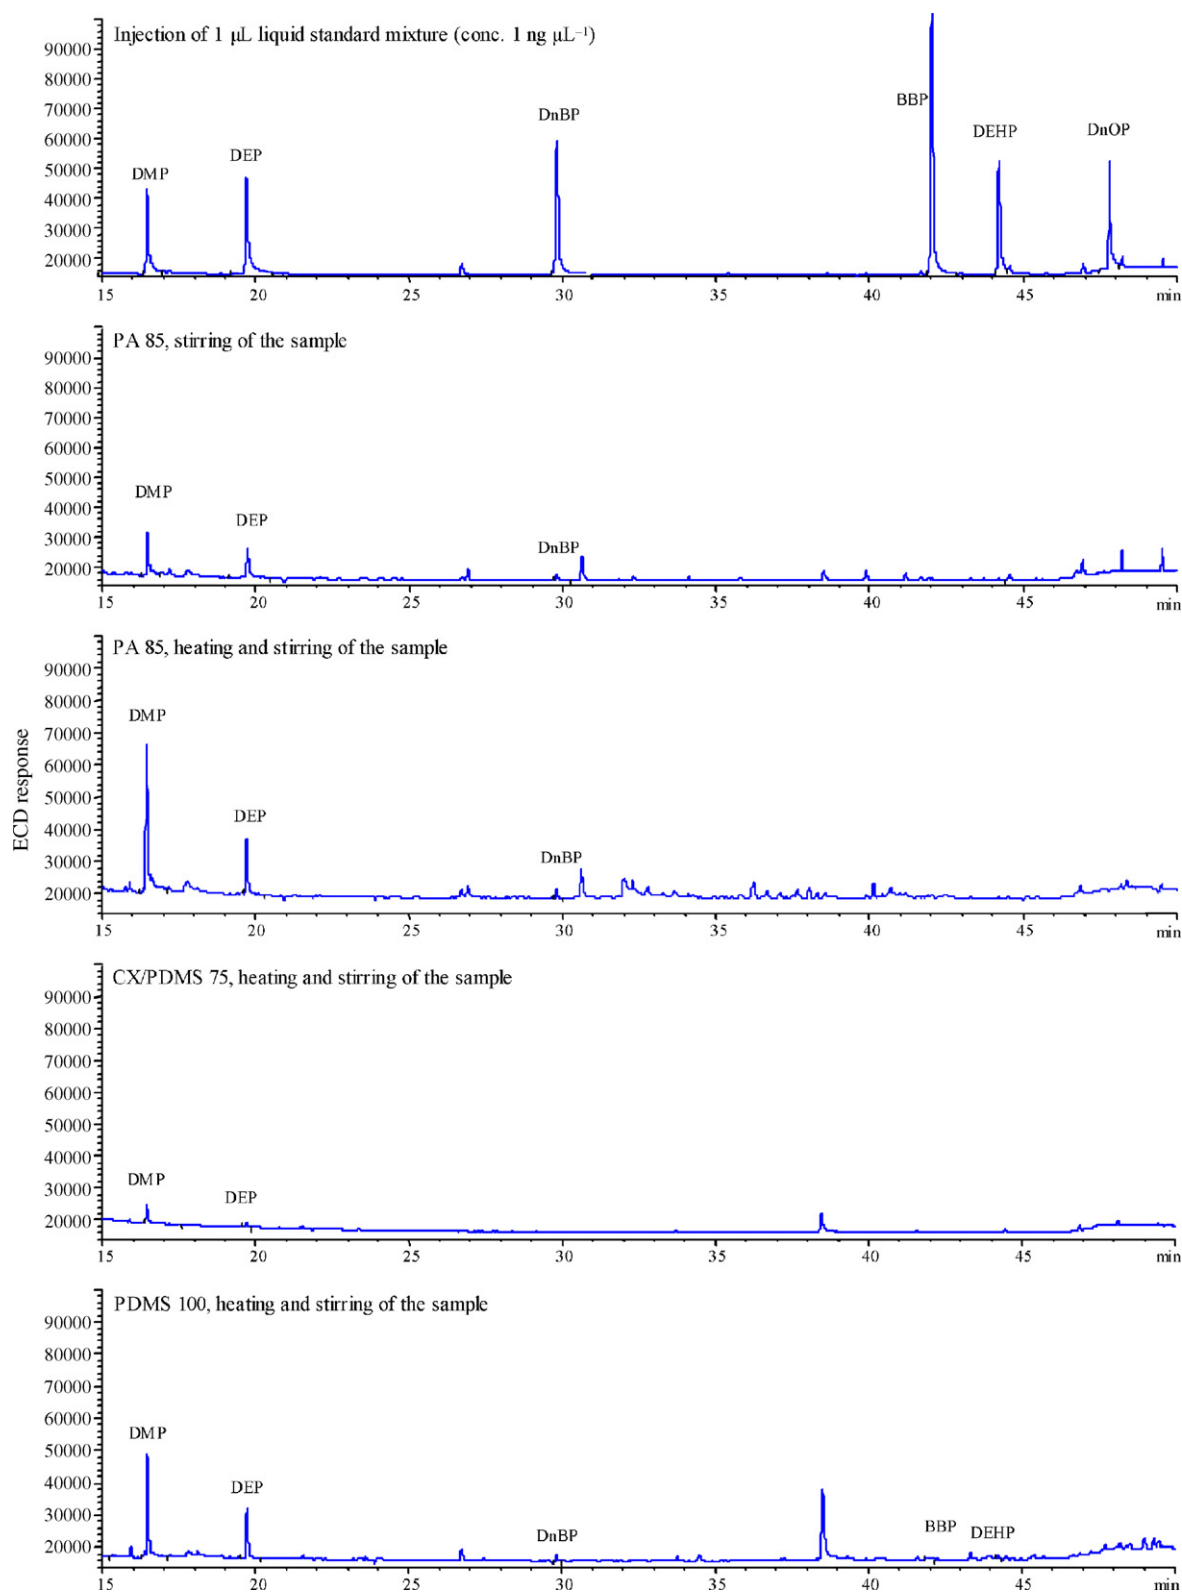 Injection of 1 µL liquid standard mixture (conc. 1 ng µL⁻¹)
90000
80000
70000
60000
50000
40000
30000
20000
DMP
DEP
DnBP
BBP
DEHP
DnOP
15 20 30 35 40 45 min
PA 85, stirring of the sample
90000
80000
70000
60000
50000
40000
30000
20000
DMP
DEP
DnBP
15 20 30 35 40 45 min
ECD response
PA 85, heating and stirring of the sample
90000
80000
70000
60000
50000
40000
30000
20000
DMP
DEP
DnBP
15 20 25 30 35 40 45 min
CX/PDMS 75, heating and stirring of the sample
90000
80000
70000
60000
50000
40000
30000
20000
DMP
DEP
15 20 25 30 35 40 45 min
PDMS 100, heating and stirring of the sample
90000
80000
70000
60000
50000
40000
30000
20000
DMP
DEP
DnBP
BBP
DEHP
15 20 25 30 35 40 45 min